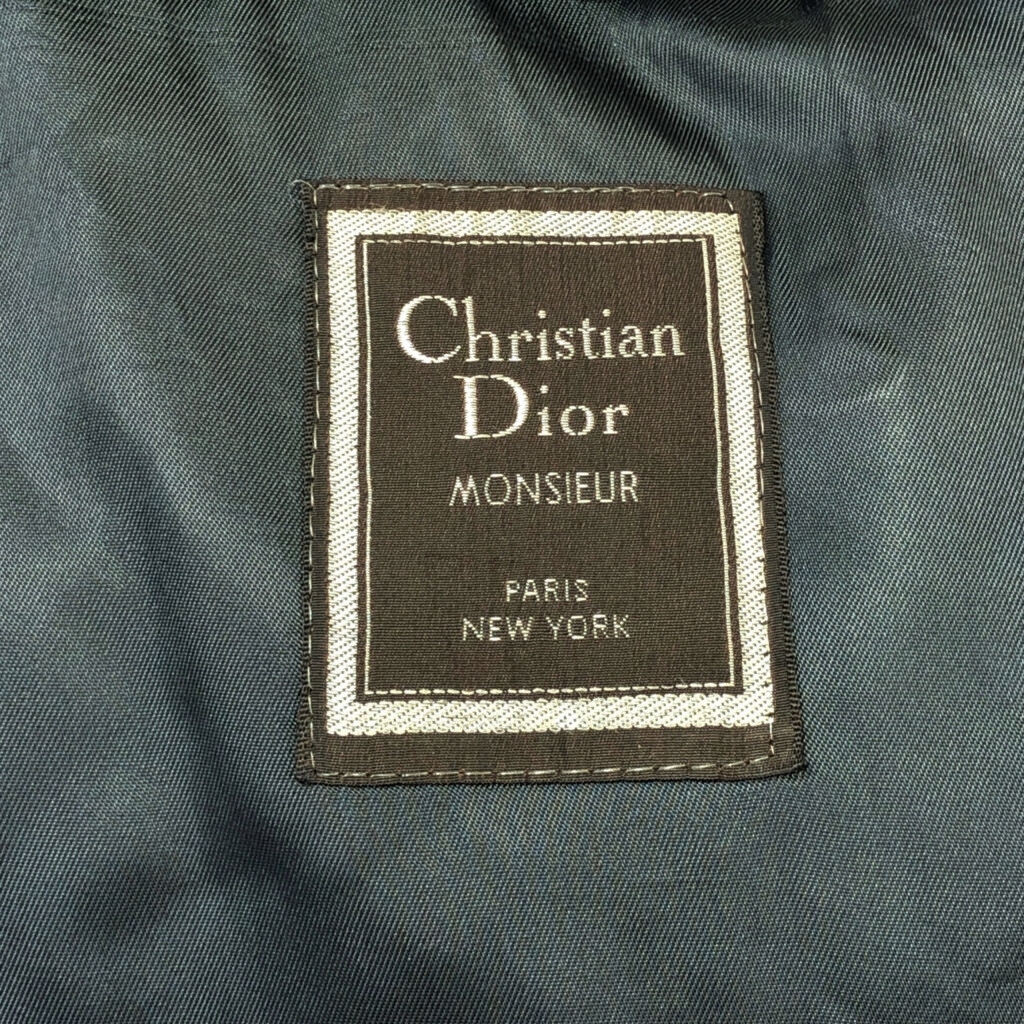 Christian
Dior
MONSIEUR
PARIS
NEW YORK